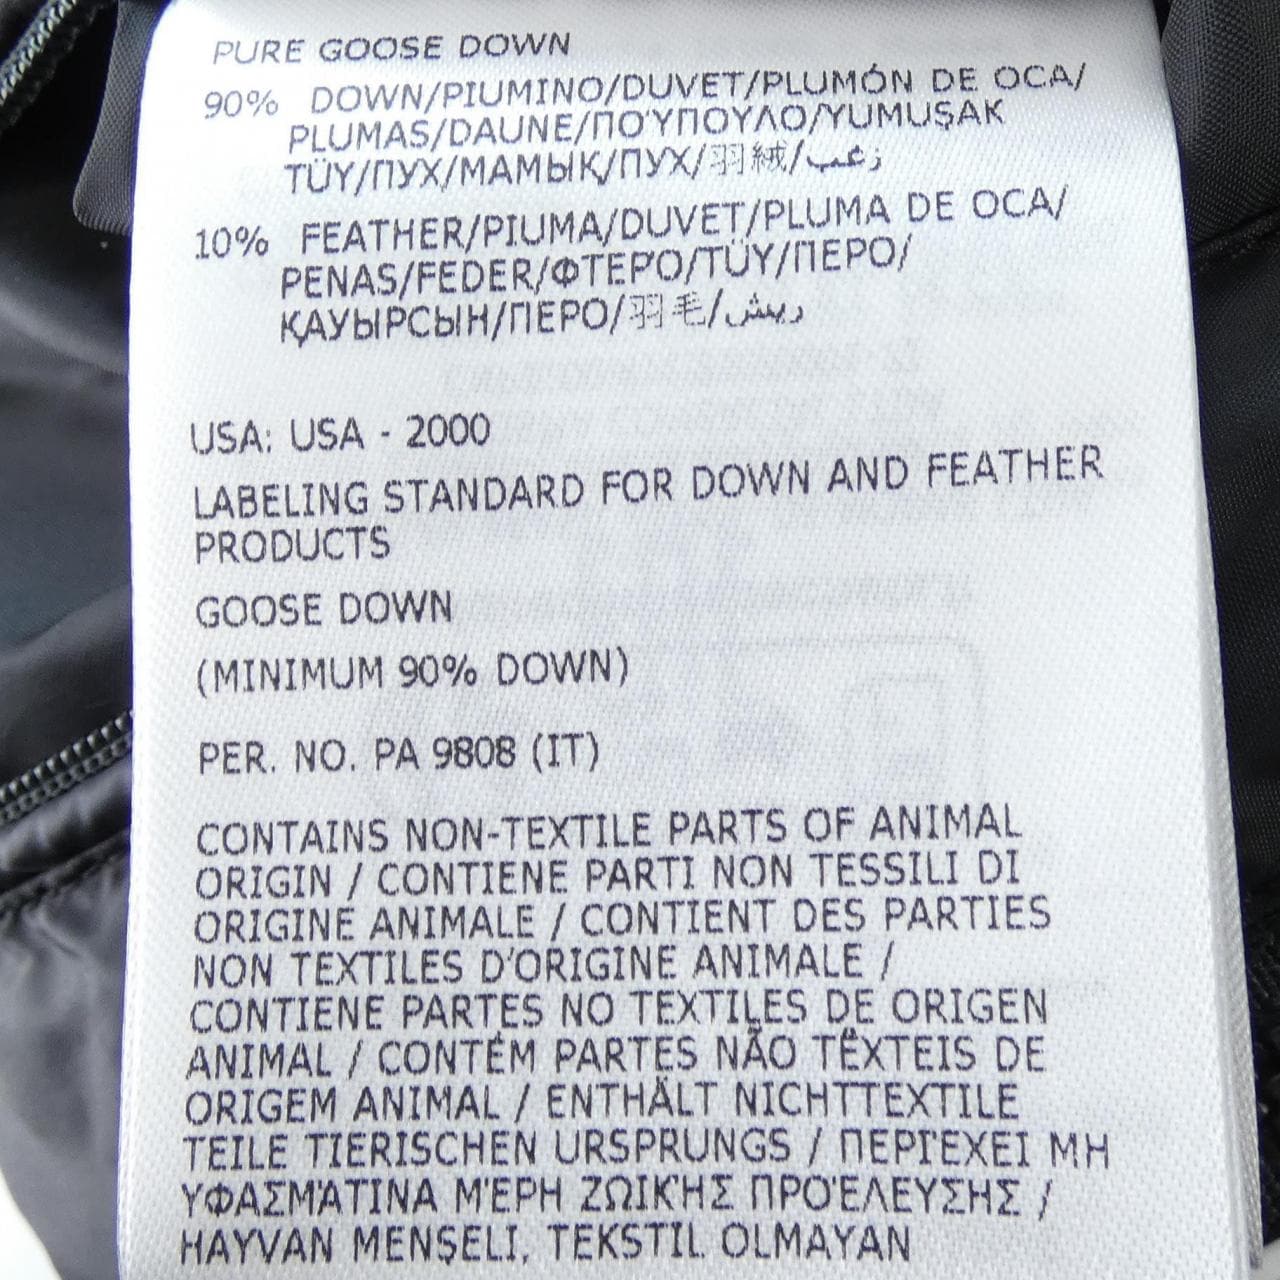 PURE GOOSE DOWN
90% DOWN/PIUMINO/DUVET/PLUMÓN DE OCA/
PLUMAS/DAUNE/ΠΟΎΠΟΥΛΟ/YUMUŞAK
TÜY/ПУХ/МАМЫҚ/ПУХ/羽絨/زغب
10% FEATHER/PIUMA/DUVET/PLUMA DE OCA/
PENAS/FEDER/ΦΤΕΡΌ/TÜY/ПЕРО/
ҚАУЫРСЫН/ПЕРО/羽毛/ريش
USA: USA - 2000
LABELING STANDARD FOR DOWN AND FEATHER
PRODUCTS
GOOSE DOWN
(MINIMUM 90% DOWN)
PER. NO. PA 9808 (IT)
CONTAINS NON-TEXTILE PARTS OF ANIMAL
ORIGIN / CONTIENE PARTI NON TESSILI DI
ORIGINE ANIMALE / CONTIENT DES PARTIES
NON TEXTILES D'ORIGINE ANIMALE /
CONTIENE PARTES NO TEXTILES DE ORIGEN
ANIMAL / CONTÉM PARTES NÃO TÊXTEIS DE
ORIGEM ANIMAL / ENTHÄLT NICHTTEXTILE
TEILE TIERISCHEN URSPRUNGS / ΠΕΡΙΈΧΕΙ ΜΗ
ΥΦΑΣΜΆΤΙΝΑ ΜΈΡΗ ΖΩΙΚΉΣ ΠΡΟΈΛΕΥΣΗΣ /
HAYVAN MENŞELI, TEKSTIL OLMAYAN